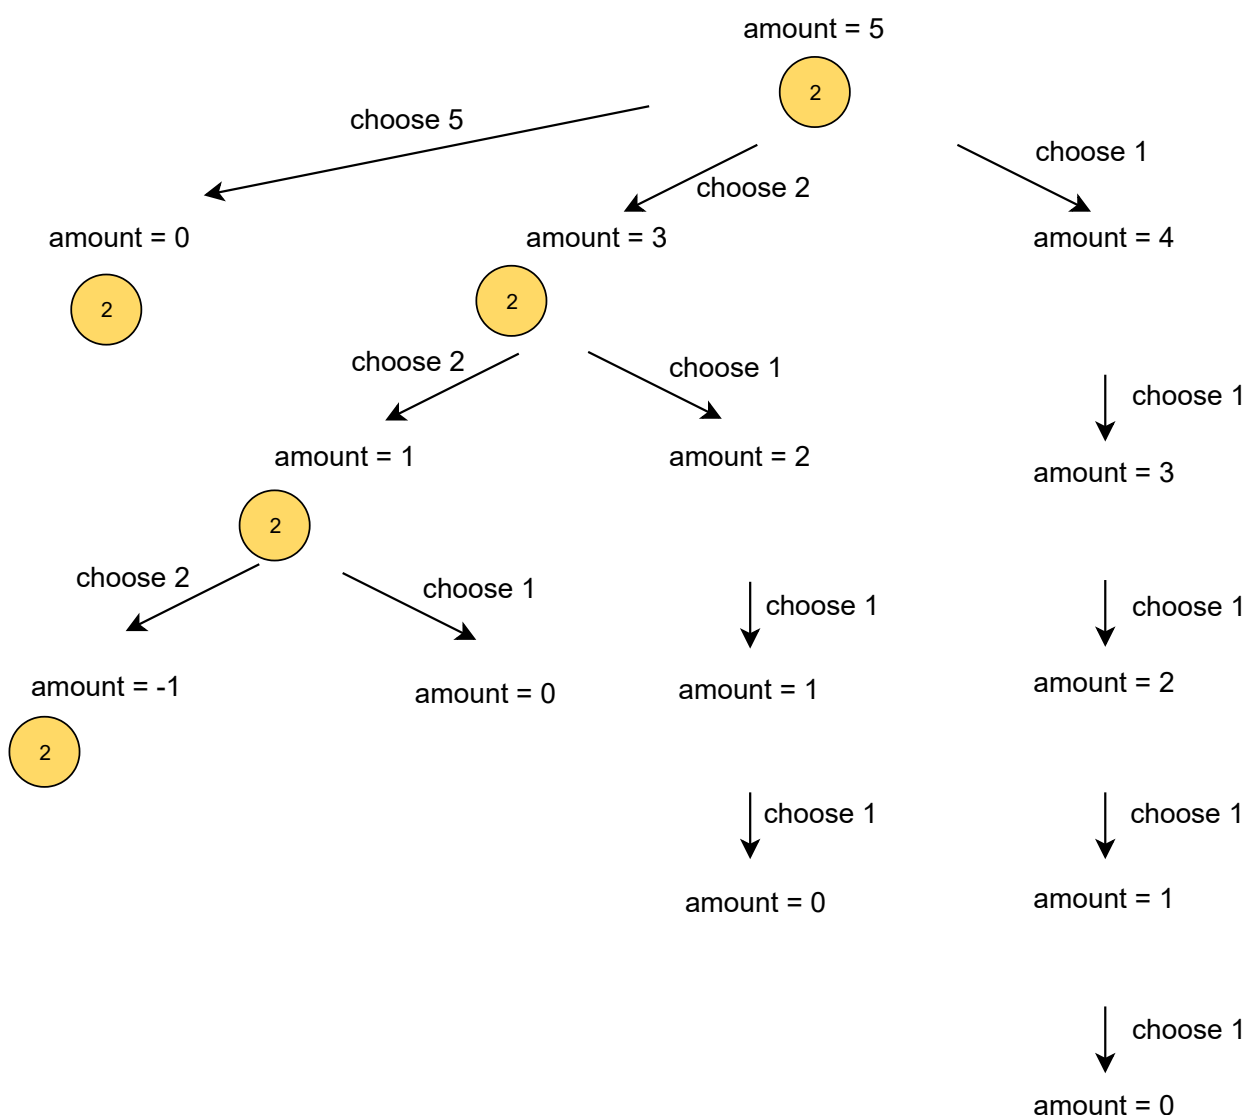 amount = 5
2
choose 5
choose 1
choose 2
amount = 0
amount = 3
amount = 4
2
2
choose 2
choose 1
choose 1
amount = 1
amount = 2
amount = 3
2
choose 2
choose 1
choose 1
choose 1
amount = -1
amount = 0
amount = 1
amount = 2
2
choose 1
choose 1
amount = 0
amount = 1
choose 1
amount = 0